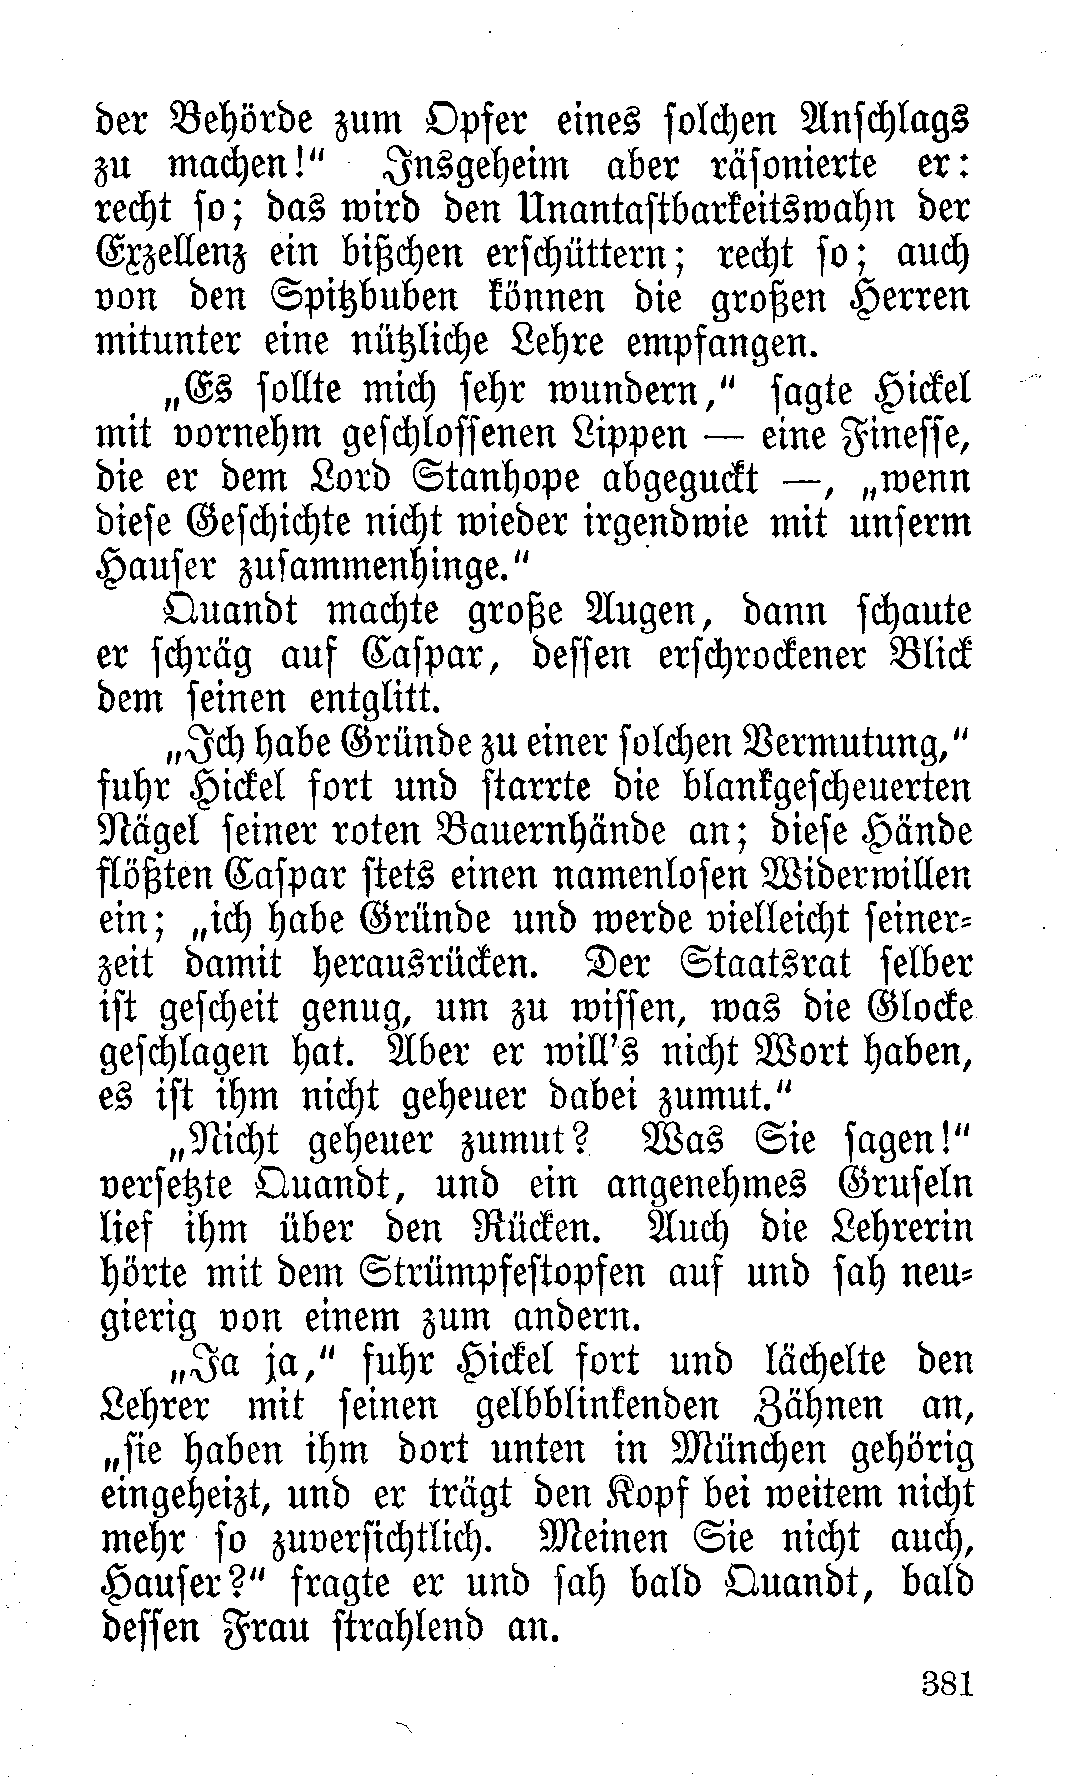 der Behörde zum Opfer eines solchen Anschlags
zu machen!“ Insgeheim aber räsonierte er:
recht so; das wird den Unantastbarkeitswahn der
Exzellenz ein bißchen erschüttern; recht so; auch
von den Spitzbuben können die großen Herren
mitunter eine nützliche Lehre empfangen.
„Es sollte mich sehr wundern,“ sagte Hickel
mit vornehm geschlossenen Lippen — eine Finesse,
die er dem Lord Stanhope abgeguckt —, „wenn
diese Geschichte nicht wieder irgendwie mit unserm
Hauser zusammenhinge.“
Quandt machte große Augen, dann schaute
er schräg auf Caspar, dessen erschrockener Blick
dem seinen entglitt.
„Ich habe Gründe zu einer solchen Vermutung,“
fuhr Hickel fort und starrte die blankgescheuerten
Nägel seiner roten Bauernhände an; diese Hände
flößten Caspar stets einen namenlosen Widerwillen
ein; „ich habe Gründe und werde vielleicht seiner-
zeit damit herausrücken. Der Staatsrat selber
ist gescheit genug, um zu wissen, was die Glocke
geschlagen hat. Aber er will's nicht Wort haben,
es ist ihm nicht geheuer dabei zumut.“
„Nicht geheuer zumut? Was Sie sagen!“
versetzte Quandt, und ein angenehmes Gruseln
lief ihm über den Rücken. Auch die Lehrerin
hörte mit dem Strümpfestopfen auf und sah neu-
gierig von einem zum andern.
„Ja ja,“ fuhr Hickel fort und lächelte den
Lehrer mit seinen gelbblinkenden Zähnen an,
„sie haben ihm dort unten in München gehörig
eingeheizt, und er trägt den Kopf bei weitem nicht
mehr so zuversichtlich. Meinen Sie nicht auch,
Hauser?“ fragte er und sah bald Quandt, bald
dessen Frau strahlend an.
381